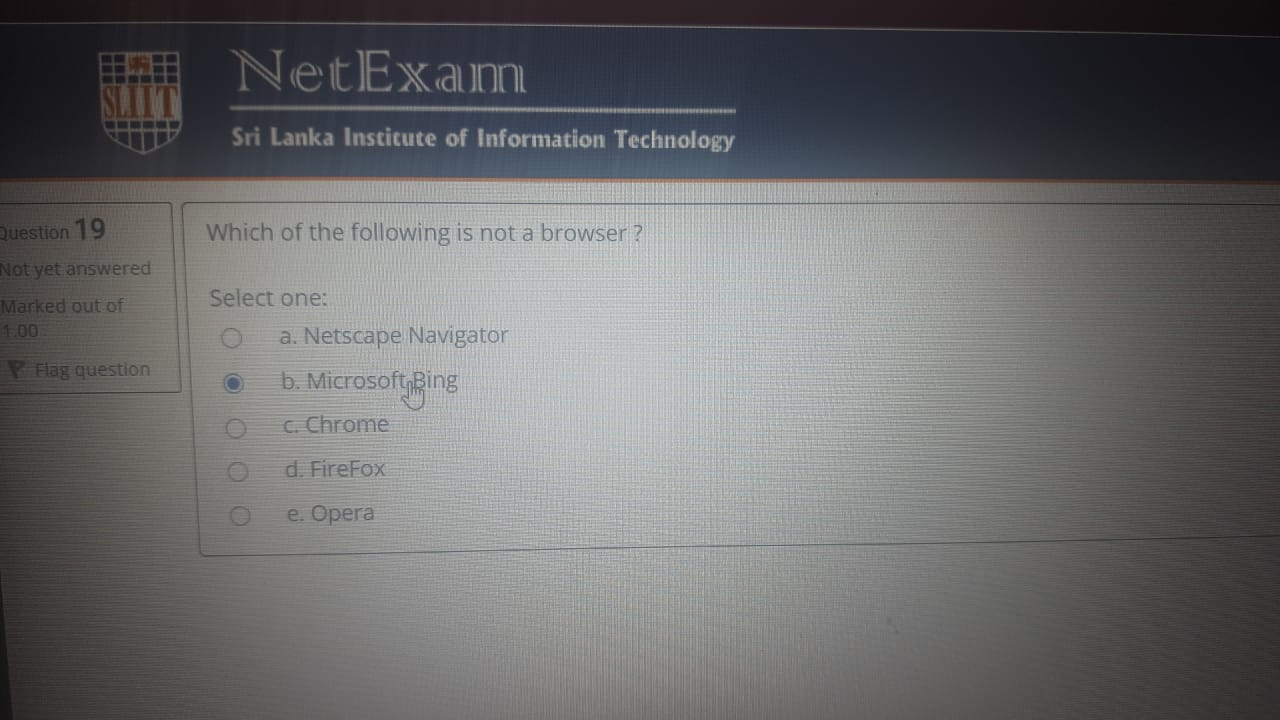 SLIIT
NetExam
Sri Lanka Institute of Information Technology
Question 19
Not yet answered
Marked out of
1.00
Flag question
Which of the following is not a browser ?
Select one:
a. Netscape Navigator
b. Microsoft Bing
c. Chrome
d. FireFox
e. Opera